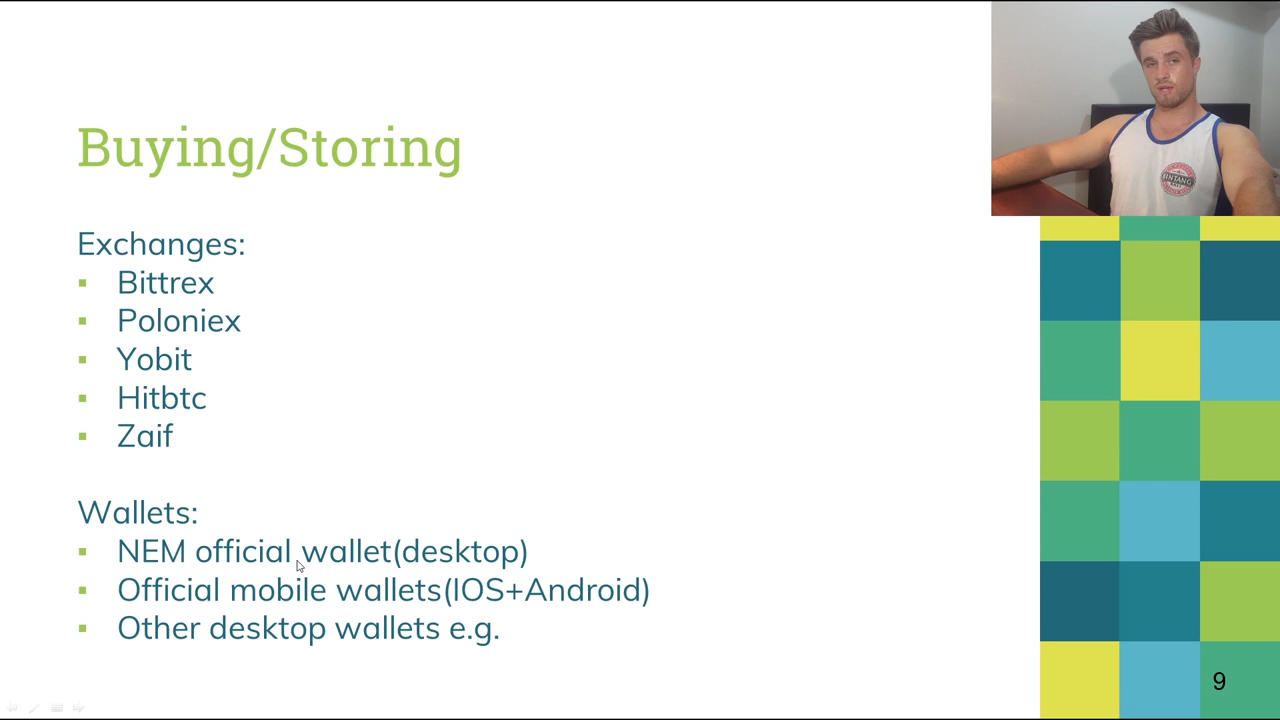 Buying/Storing
Exchanges:
▪ Bittrex
▪ Poloniex
▪ Yobit
▪ Hitbtc
▪ Zaif
Wallets:
▪ NEM official wallet(desktop)
▪ Official mobile wallets(IOS+Android)
▪ Other desktop wallets e.g.
BINTANG
9